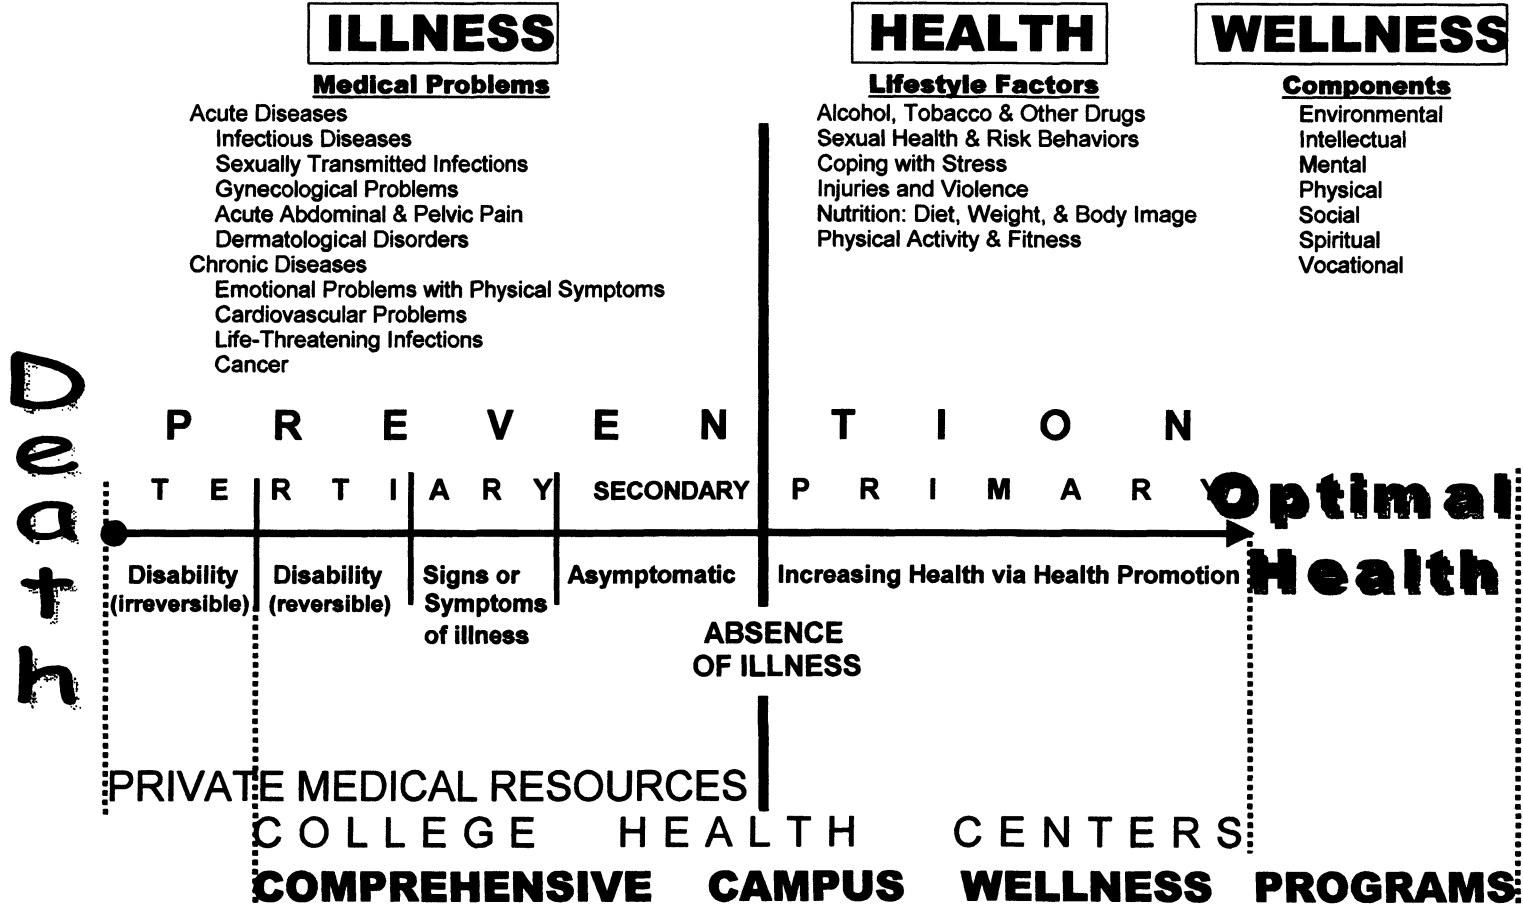 ILLNESS
Medical Problems
Acute Diseases
Infectious Diseases
Sexually Transmitted Infections
Gynecological Problems
Acute Abdominal & Pelvic Pain
Dermatological Disorders
Chronic Diseases
Emotional Problems with Physical Symptoms
Cardiovascular Problems
Life-Threatening Infections
Cancer
HEALTH
Lifestyle Factors
Alcohol, Tobacco & Other Drugs
Sexual Health & Risk Behaviors
Coping with Stress
Injuries and Violence
Nutrition: Diet, Weight, & Body Image
Physical Activity & Fitness
WELLNESS
Components
Environmental
Intellectual
Mental
Physical
Social
Spiritual
Vocational
Death
PREVENTION
TERTIARY
SECONDARY
PRIMARY
Optimal
Health
Disability
(irreversible)
Disability
(reversible)
Signs or
Symptoms
of illness
Asymptomatic
Increasing Health via Health Promotion
ABSENCE
OF ILLNESS
PRIVATE MEDICAL RESOURCES
COLLEGE HEALTH CENTERS
COMPREHENSIVE CAMPUS WELLNESS PROGRAMS